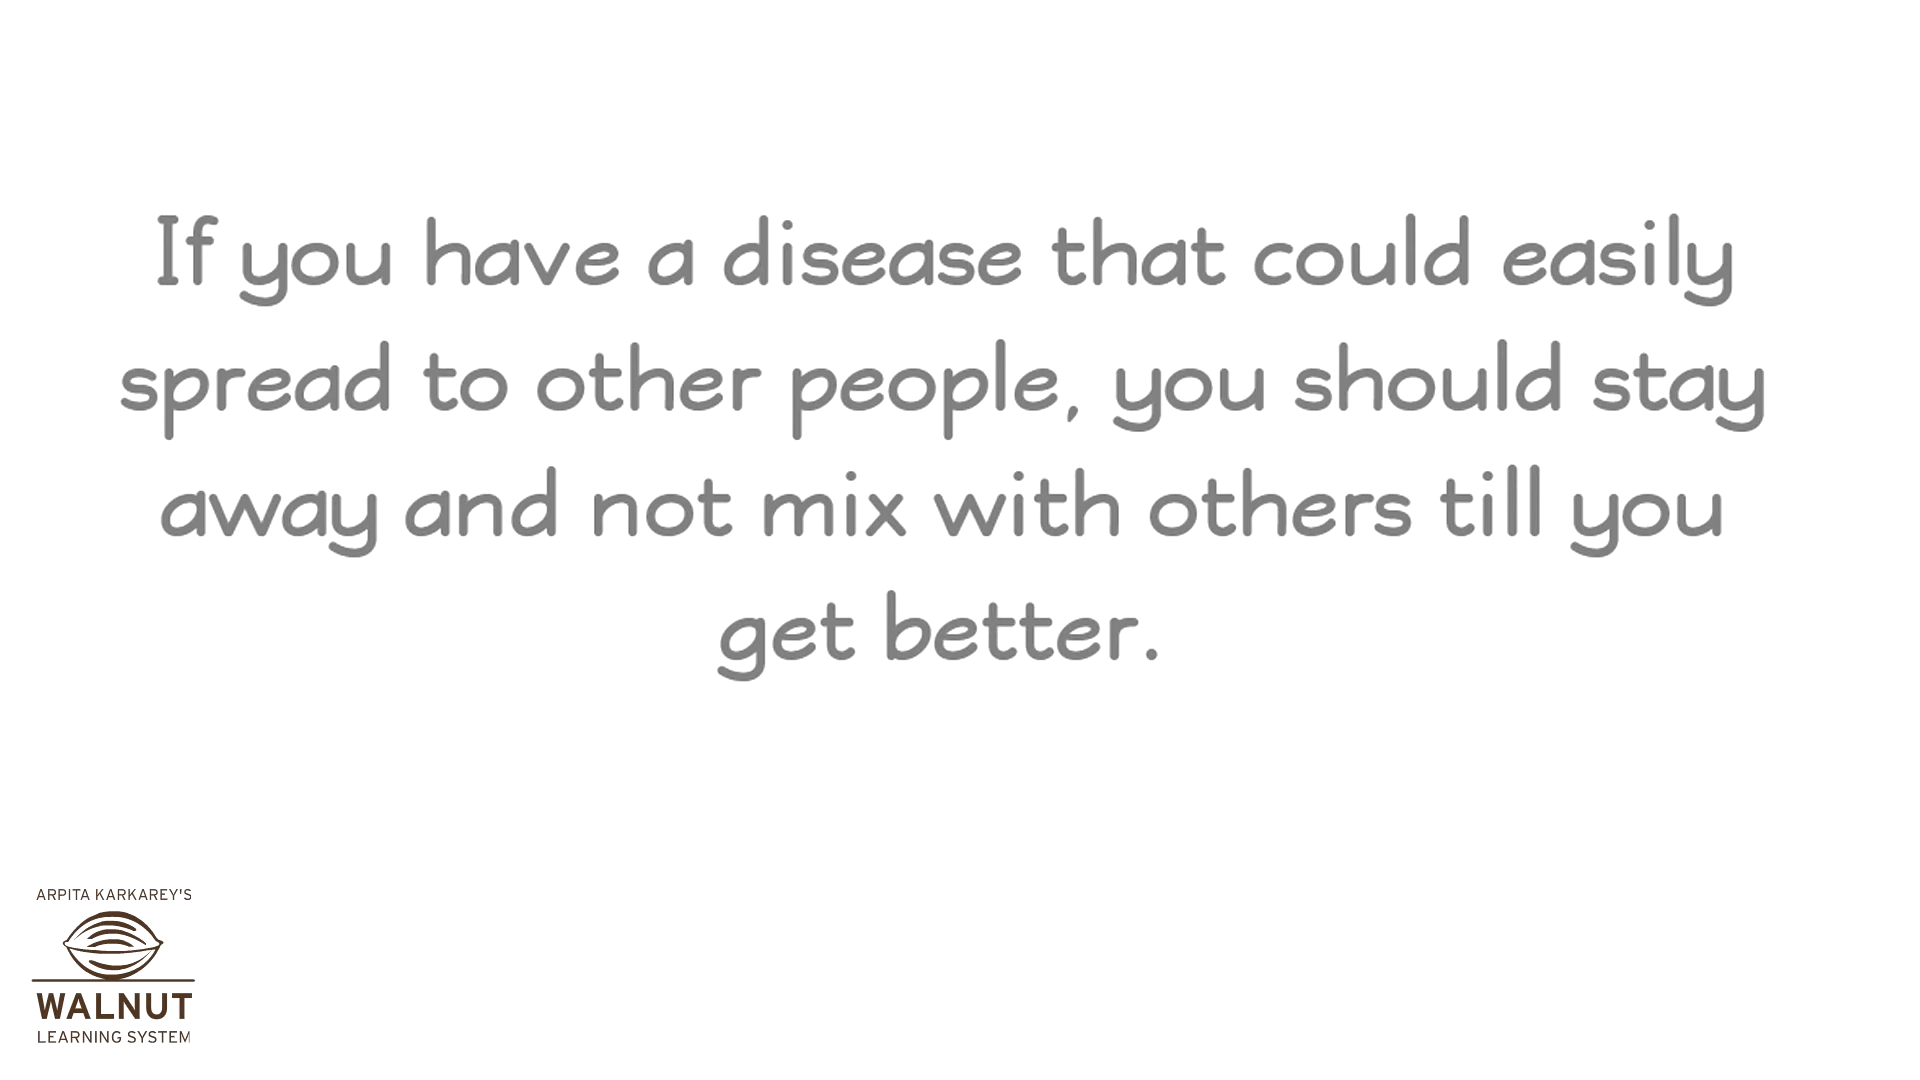 If you have a disease that could easily
spread to other people, you should stay
away and not mix with others till you
get better.
ARPITA KARKAREY'S
WALNUT
LEARNING SYSTEM